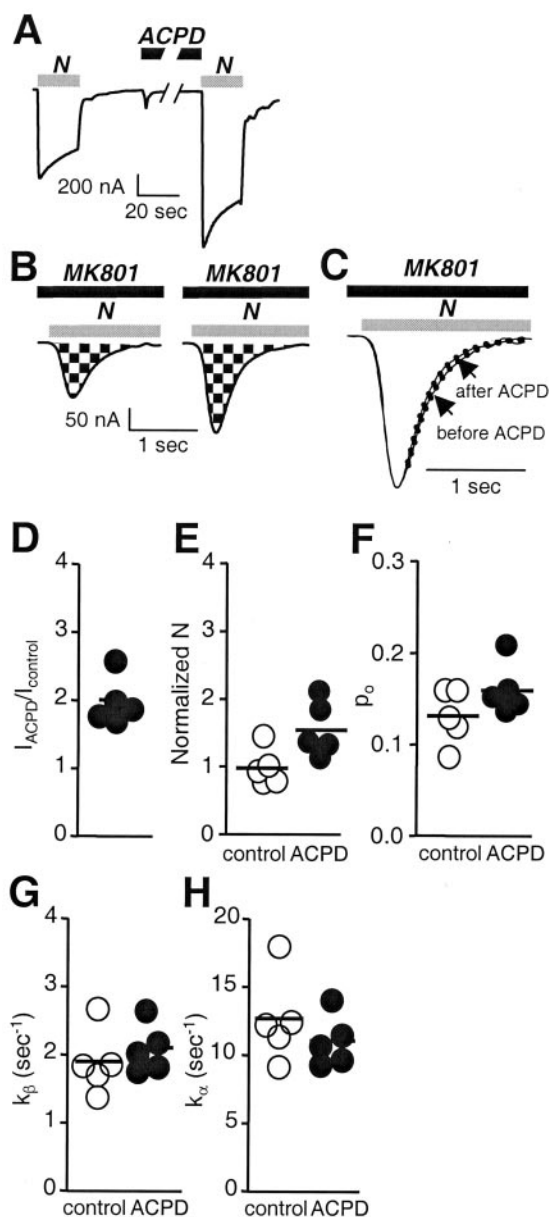 A
ACPD
N
N
200 nA
20 sec
B
MK801
MK801
N
N
50 nA
1 sec
C
MK801
N
after ACPD
before ACPD
1 sec
D
4
3
2
1
0
I_ACPD/I_control
E
4
3
2
1
0
Normalized N
control ACPD
F
0.3
0.2
0.1
0.0
p_o
control ACPD
G
4
3
2
1
0
k_β (sec⁻¹)
control ACPD
H
20
15
10
5
0
k_α (sec⁻¹)
control ACPD